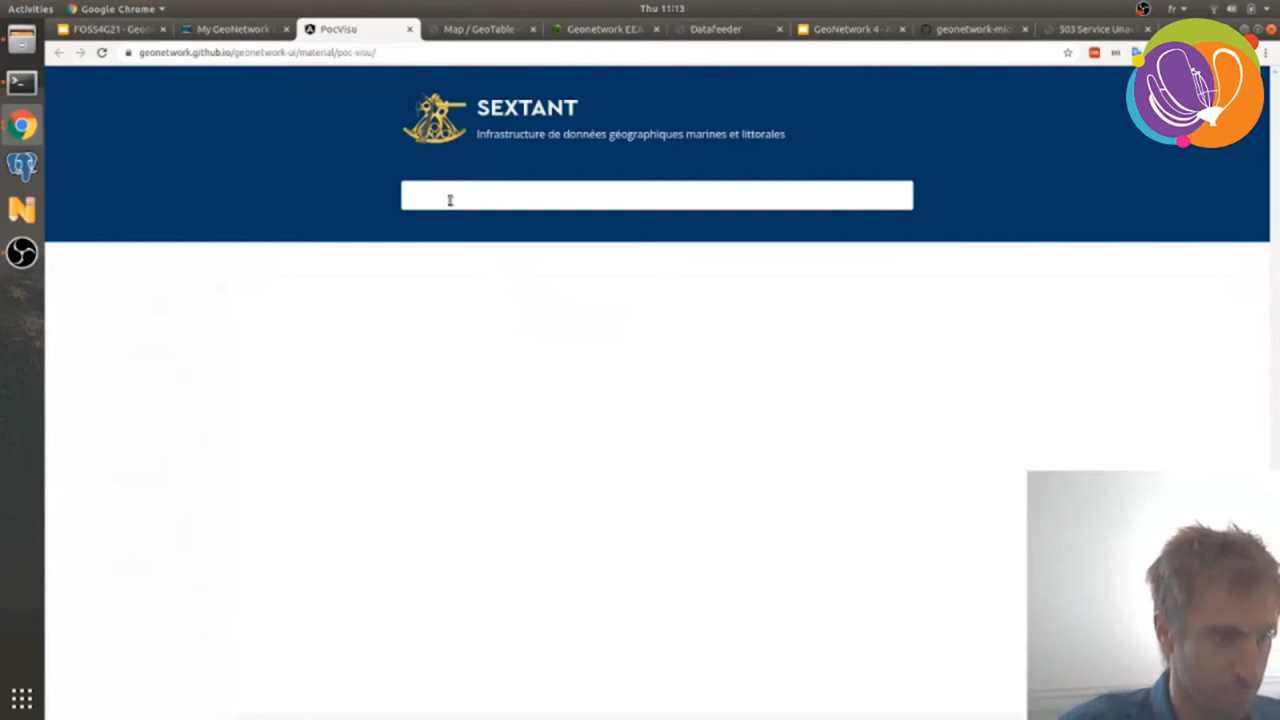 Activities Google Chrome Thu 11:13 fr
FOSS4G21 - Geon My GeoNetwork PocVisu Map / GeoTable Geonetwork EEA Datafeeder GeoNetwork 4 - geonetwork-mic 503 Service Una
geonetwork.github.io/geonetwork-ui/material/poc-visu/
SEXTANT
Infrastructure de données géographiques marines et littorales